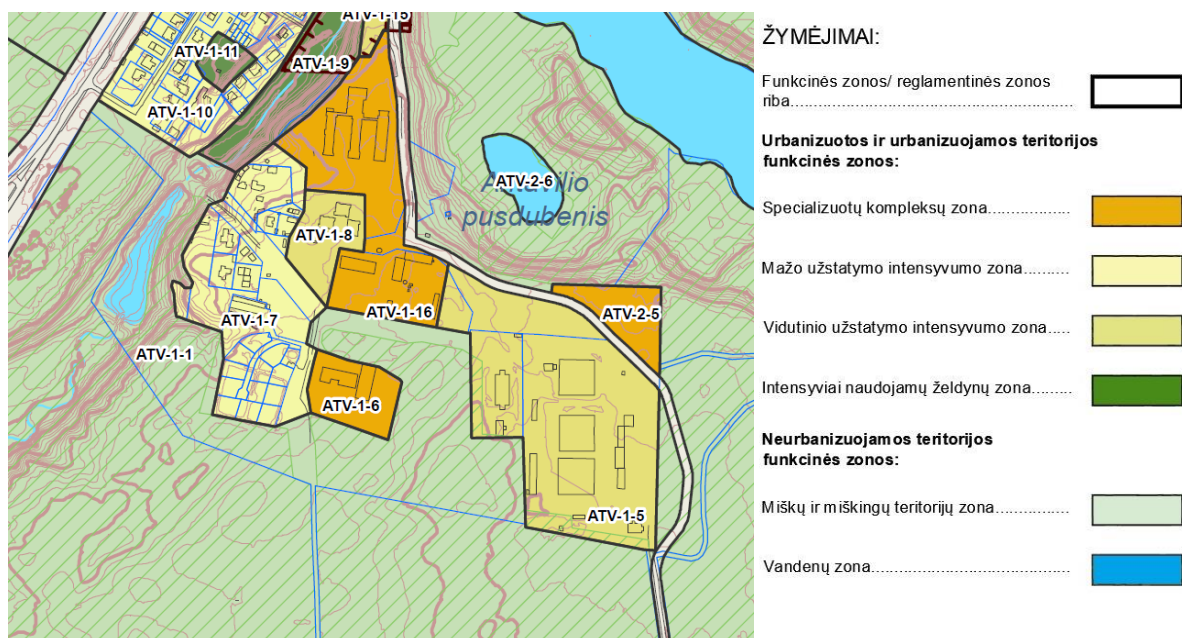 ATV-1-15
ATV-1-11
ATV-1-9
ATV-1-10
ATV-2-6
pusdubenis
ATV-1-8
ATV-1-16
ATV-2-5
ATV-1-7
ATV-1-1
ATV-1-6
ATV-1-5
ŽYMĖJIMAI:
Funkcinės zonos/ reglamentinės zonos
riba..................................................
Urbanizuotos ir urbanizuojamos teritorijos
funkcinės zonos:
Specializuotų kompleksų zona...................
Mažo užstatymo intensyvumo zona..........
Vidutinio užstatymo intensyvumo zona.....
Intensyviai naudojamų želdynų zona..........
Neurbanizuojamos teritorijos
funkcinės zonos:
Miškų ir miškingų teritorijų zona.................
Vandenų zona............................................